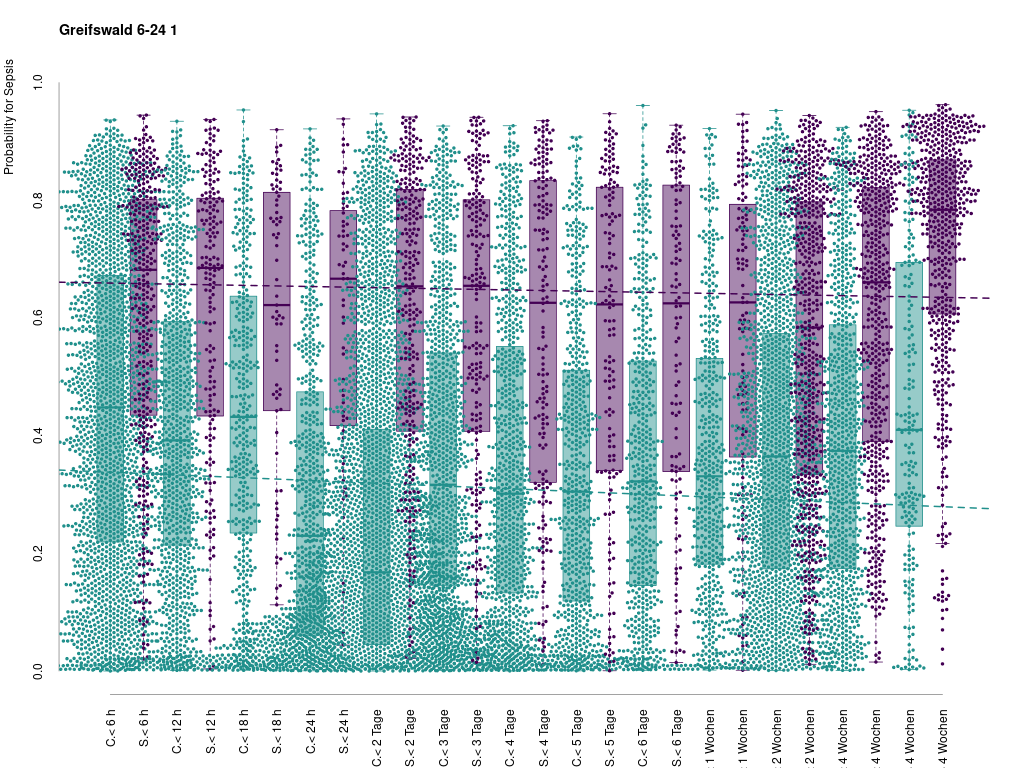 Greifswald 6-24 1
Probability for Sepsis
1.0
0.8
0.6
0.4
0.2
0.0
C.< 6 h
S.< 6 h
C.< 12 h
S.< 12 h
C.< 18 h
S.< 18 h
C.< 24 h
S.< 24 h
C.< 2 Tage
S.< 2 Tage
C.< 3 Tage
S.< 3 Tage
C.< 4 Tage
S.< 4 Tage
C.< 5 Tage
S.< 5 Tage
C.< 6 Tage
S.< 6 Tage
1 Wochen
1 Wochen
2 Wochen
2 Wochen
4 Wochen
4 Wochen
4 Wochen
4 Wochen